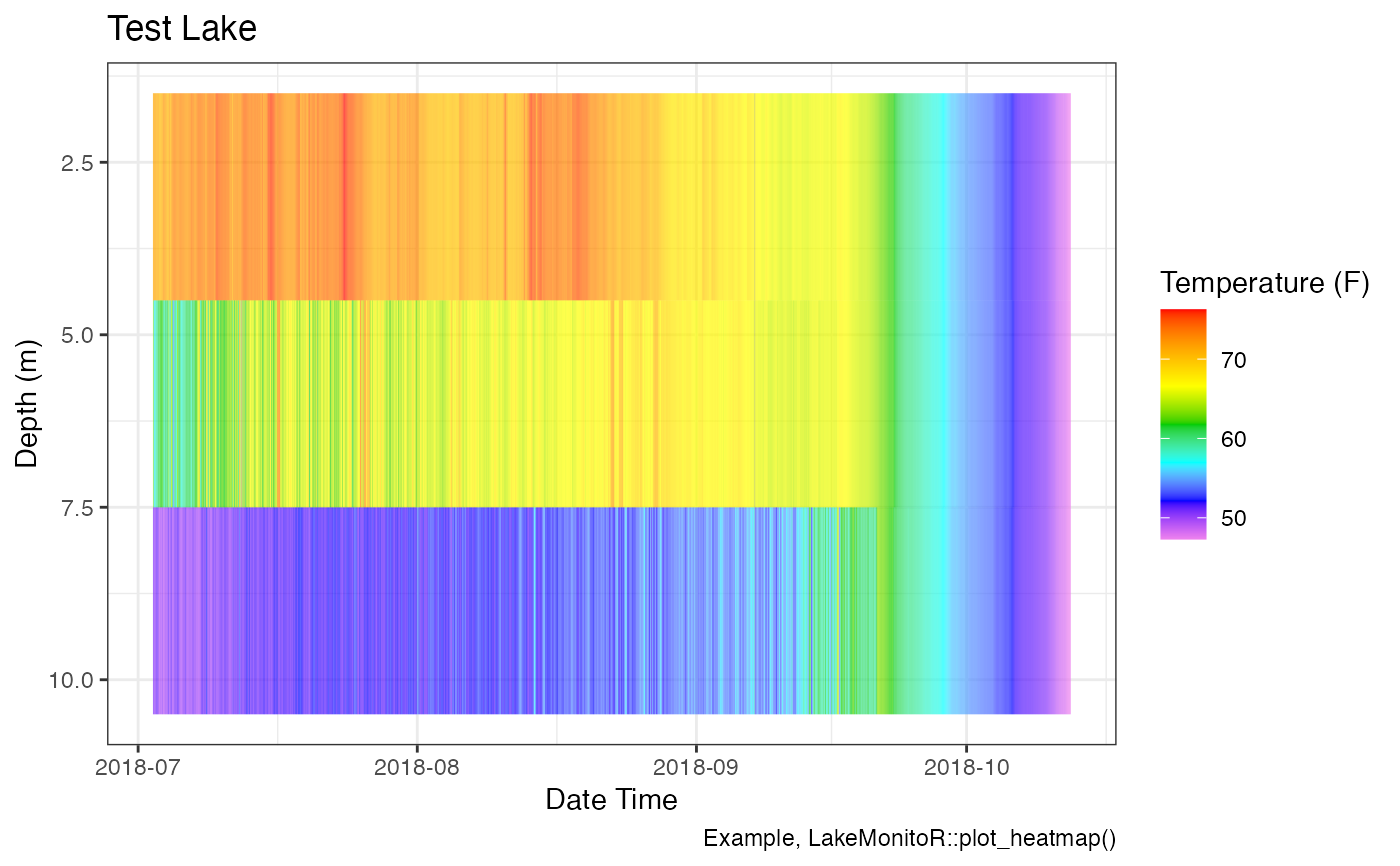 Test Lake
2.5
5.0
7.5
10.0
Depth (m)
2018-07 2018-08 2018-09 2018-10
Date Time
Temperature (F)
70
60
50
Example, LakeMonitoR::plot_heatmap()